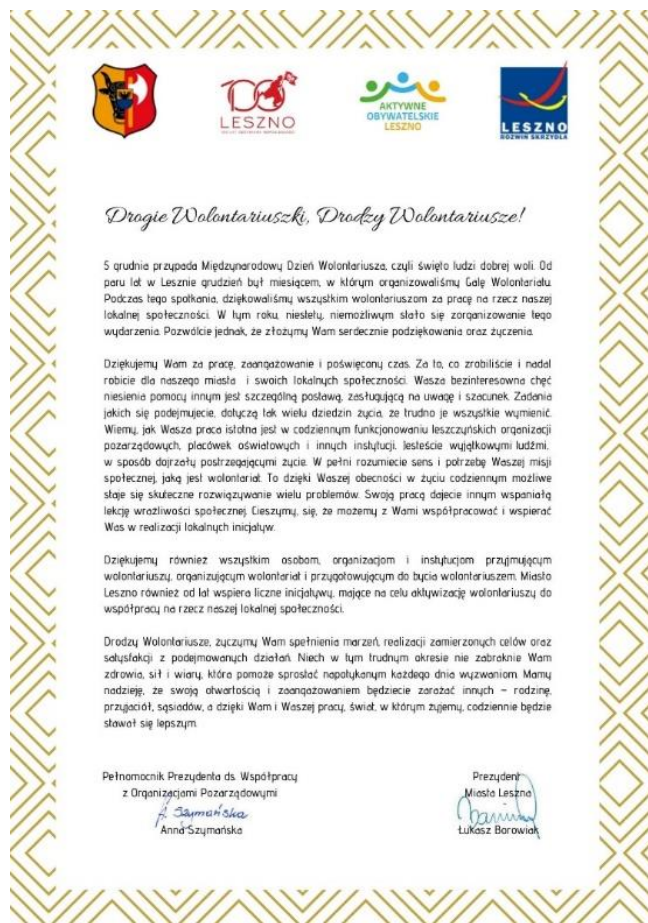 100
LESZNO
AKTYWNE
OBYWATELSKIE
LESZNO
LESZNO
ROZWIŃ SKRZYDŁA
Drogie Wolontariuszki, Drodzy Wolontariusze!
5 grudnia przypada Międzynarodowy Dzień Wolontariusza, czyli święto ludzi dobrej woli. Od
paru lat w Lesznie grudzień był miesiącem, w którym organizowaliśmy Galę Wolontariatu.
Podczas tego spotkania, dziękowaliśmy wszystkim wolontariuszom za pracę na rzecz naszej
lokalnej społeczności. W tym roku, niestety, niemożliwym stało się zorganizowanie tego
wydarzenia. Pozwólcie jednak, że złożymy Wam serdecznie podziękowania oraz życzenia.
Dziękujemy Wam za pracę, zaangażowanie i poświęcony czas. Za to, co zrobiliście i nadal
robicie dla naszego miasta i swoich lokalnych społeczności. Wasza bezinteresowna chęć
niesienia pomocy innym jest szczególną postawą, zasługującą na uwagę i szacunek. Zadania
jakich się podejmujecie, dotyczą tak wielu dziedzin życia, że trudno je wszystkie wymienić.
Wiemy, jak Wasza praca istotna jest w codziennym funkcjonowaniu leszczyńskich organizacji
pozarządowych, placówek oświatowych i innych instytucji. Jesteście wyjątkowymi ludźmi,
w sposób dojrzały postrzegającymi życie. W pełni rozumiecie sens i potrzebę Waszej misji
społecznej, jaką jest wolontariat. To dzięki Waszej obecności w życiu codziennym możliwe
staje się skuteczne rozwiązywanie wielu problemów. Swoją pracą dajecie innym wspaniałą
lekcję wrażliwości społecznej. Cieszymy, się, że możemy z Wami współpracować i wspierać
Was w realizacji lokalnych inicjatyw.
Dziękujemy również wszystkim osobom, organizacjom i instytucjom przyjmującym
wolontariuszy, organizującym wolontariat i przygotowującym do bycia wolontariuszem. Miasto
Leszno również od lat wspiera liczne inicjatywy, mające na celu aktywizację wolontariuszy do
współpracy na rzecz naszej lokalnej społeczności.
Drodzy Wolontariusze, życzymy Wam spełnienia marzeń, realizacji zamierzonych celów oraz
satysfakcji z podejmowanych działań. Niech w tym trudnym okresie nie zabraknie Wam
zdrowia, sił i wiary, która pomoże sprostać napotykanym każdego dnia wyzwaniom. Mamy
nadzieję, że swoją otwartością i zaangażowaniem będziecie zarażać innych – rodzinę,
przyjaciół, sąsiadów, a dzięki Wam i Waszej pracy, świat, w którym żyjemy, codziennie będzie
stawał się lepszym.
Pełnomocnik Prezydenta ds. Współpracy
z Organizacjami Pozarządowymi
A. Szymańska
Anna Szymańska
Prezydent
Miasta Leszna
Łukasz Borowiak